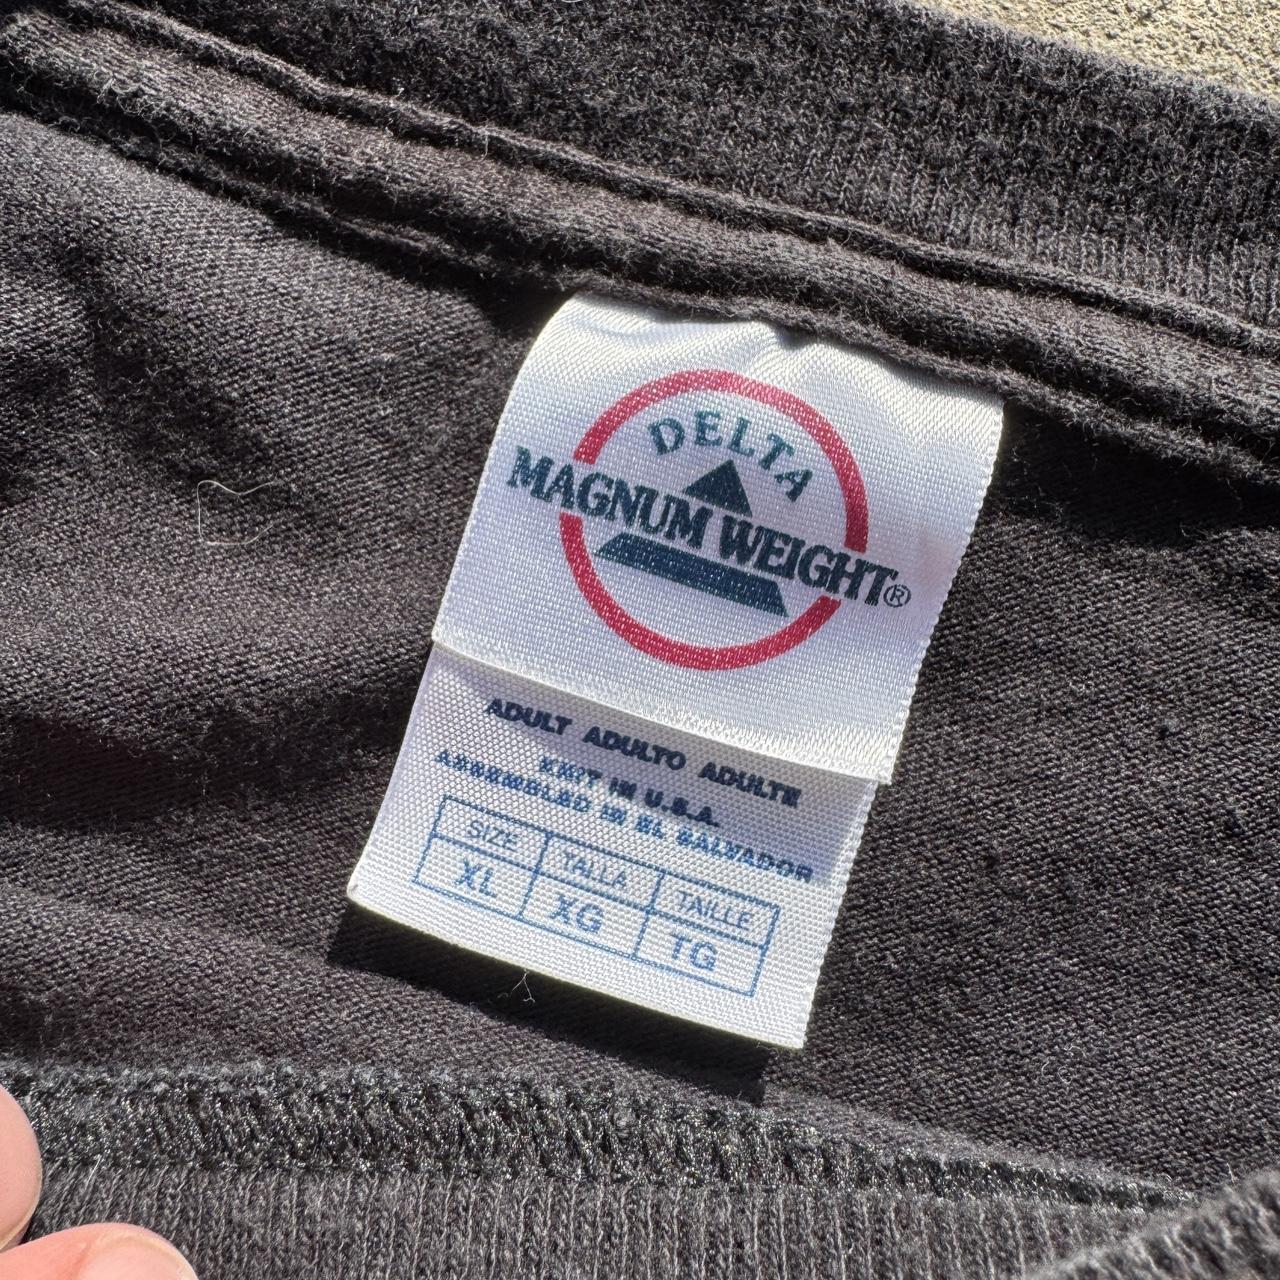 DELTA
MAGNUM WEIGHT®
ADULT ADULTO ADULTE
KNIT IN U.S.A.
ASSEMBLED IN EL SALVADOR
SIZE TALLA TAILLE
XL XG TG